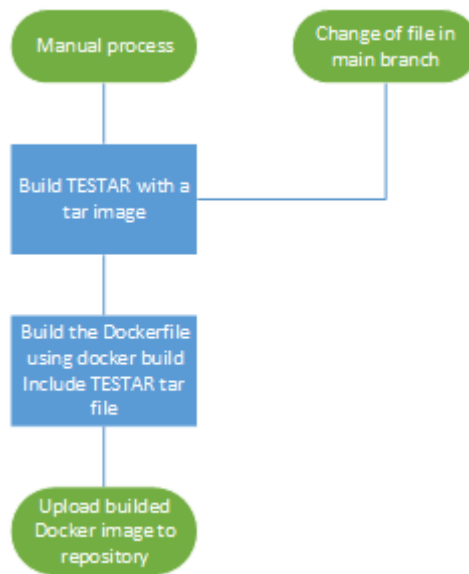 Manual process
Change of file in
main branch
Build TESTAR with a
tar image
Build the Dockerfile
using docker build
Include TESTAR tar
file
Upload builded
Docker image to
repository